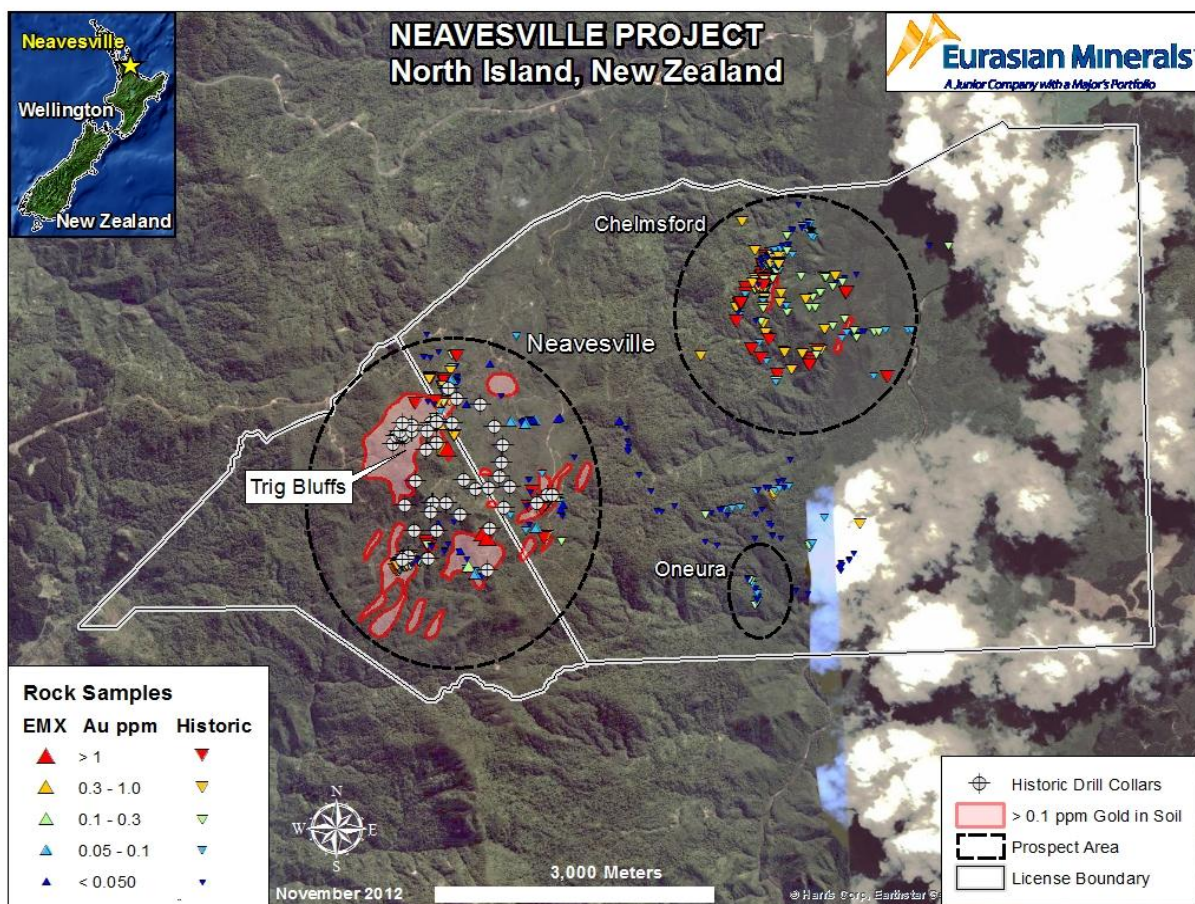 Neavesville
Wellington
New Zealand
NEAVESVILLE PROJECT
North Island, New Zealand
Eurasian Minerals
A Junior Company with a Major's Portfolio
Chelmsford
Neavesville
Trig Bluffs
Oneura
Rock Samples
EMX Au ppm Historic
> 1
0.3 - 1.0
0.1 - 0.3
0.05 - 0.1
< 0.050
N
W E
S
November 2012
3,000 Meters
Historic Drill Collars
> 0.1 ppm Gold in Soil
Prospect Area
License Boundary
© Harris Corp, Earthstar